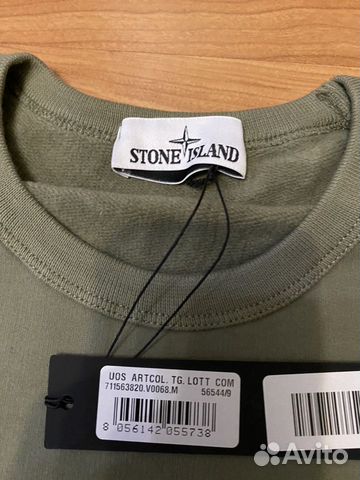 STONE ISLAND
UOS ARTCOL. TG. LOTT COM
711563820.V0068.M 56544/9
8 056142 055738
Avito